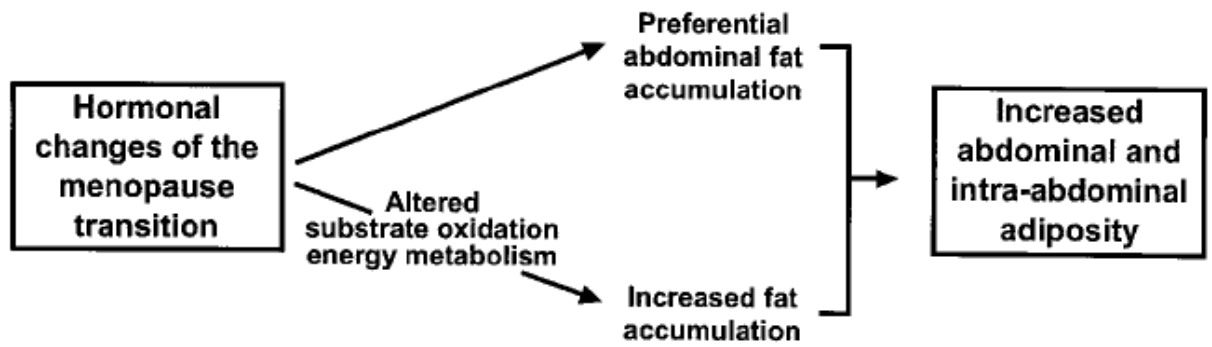 Hormonal
changes of the
menopause
transition
Preferential
abdominal fat
accumulation
Altered
substrate oxidation
energy metabolism
Increased fat
accumulation
Increased
abdominal and
intra-abdominal
adiposity